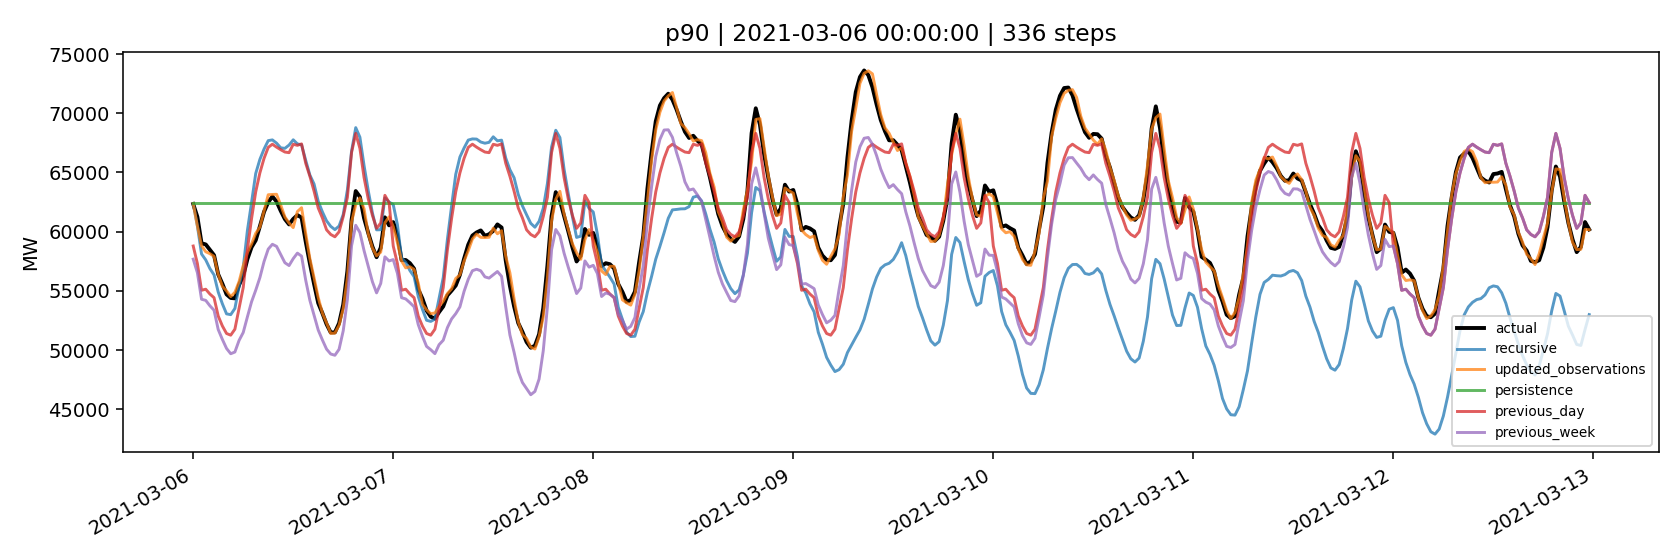 p90 | 2021-03-06 00:00:00 | 336 steps
75000
70000
65000
60000
55000
50000
45000
MW
actual
recursive
updated_observations
persistence
previous_day
previous_week
2021-03-06
2021-03-07
2021-03-08
2021-03-09
2021-03-10
2021-03-11
2021-03-12
2021-03-13